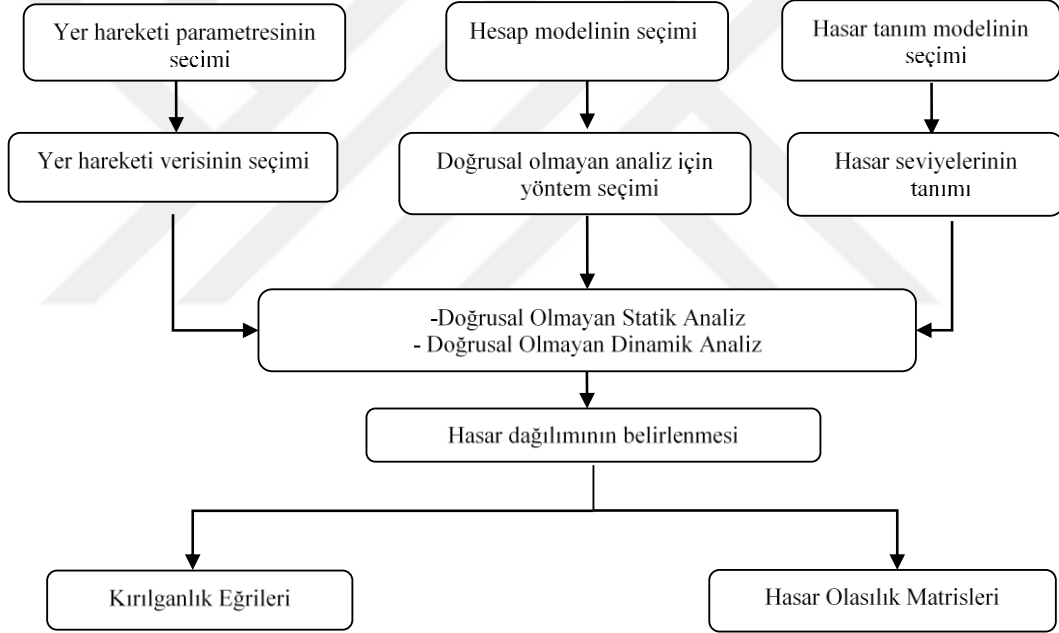 Yer hareketi parametresinin
secimi
Hesap modelinin seçimi
Hasar tanım modelinin
seçimi
Yer hareketi verisinin seçimi
Doğrusal olmayan analiz için
yöntem seçimi
Hasar seviyelerinin
tanımı
-Doğrusal Olmayan Statik Analiz
- Doğrusal Olmayan Dinamik Analiz
Hasar dağılımının belirlenmesi
Kırılganlık Eğrileri
Hasar Olasılık Matrisleri